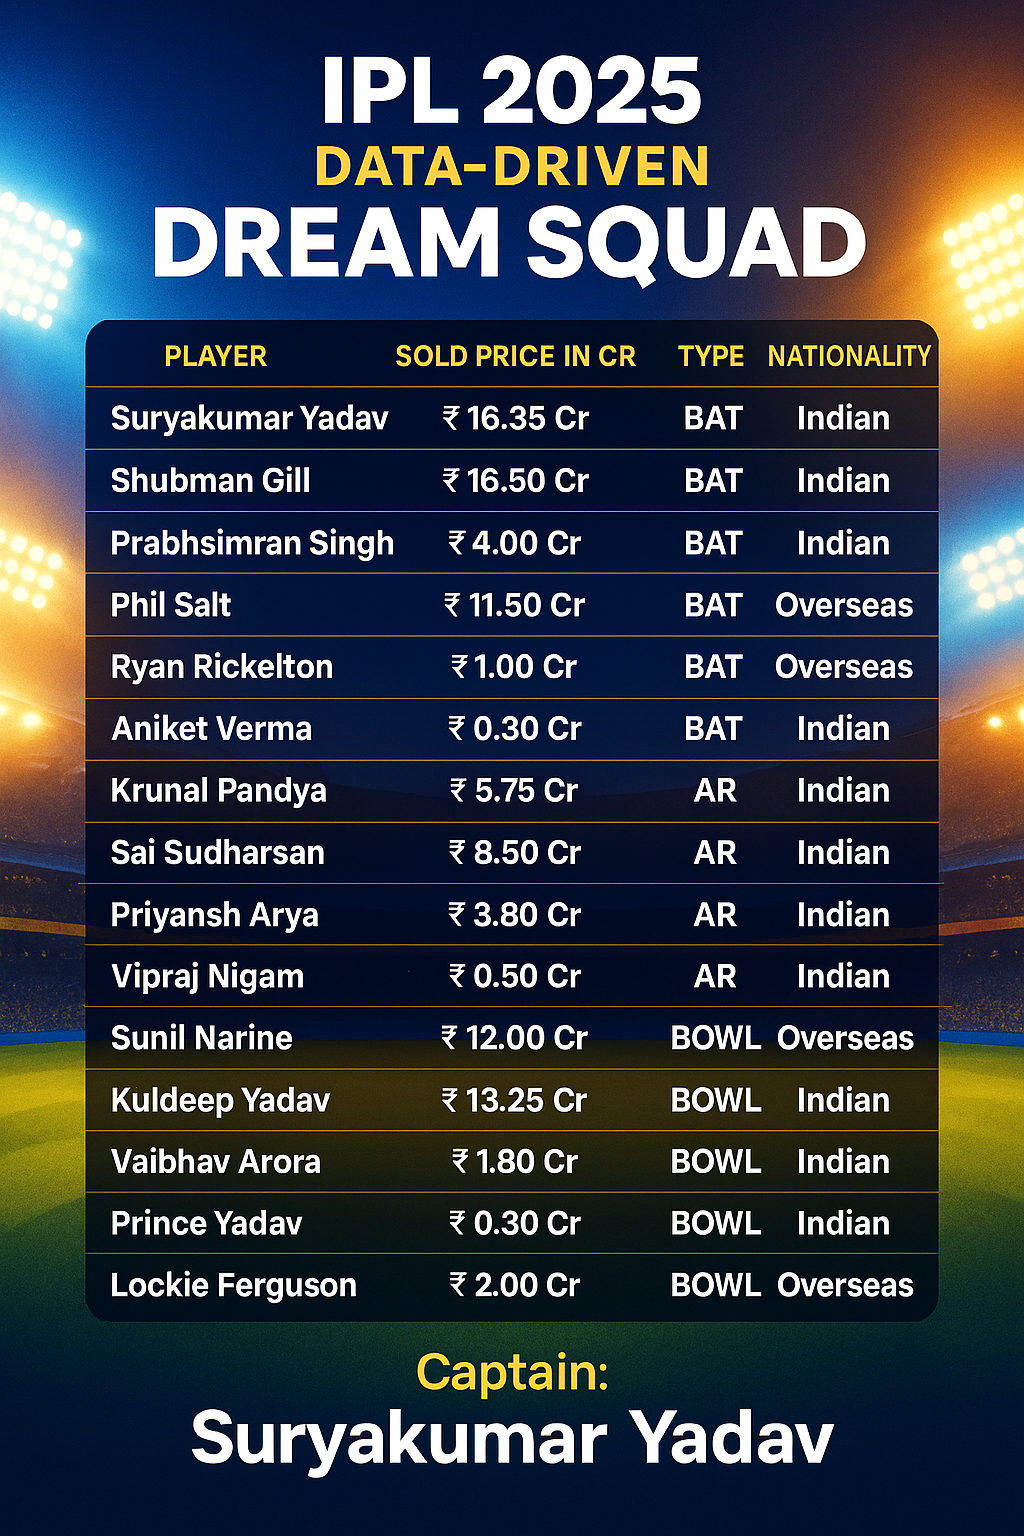 IPL 2025
DATA-DRIVEN
DREAM SQUAD
PLAYER SOLD PRICE IN CR TYPE NATIONALITY
Suryakumar Yadav ₹ 16.35 Cr BAT Indian
Shubman Gill ₹ 16.50 Cr BAT Indian
Prabhsimran Singh ₹ 4.00 Cr BAT Indian
Phil Salt ₹ 11.50 Cr BAT Overseas
Ryan Rickelton ₹ 1.00 Cr BAT Overseas
Aniket Verma ₹ 0.30 Cr BAT Indian
Krunal Pandya ₹ 5.75 Cr AR Indian
Sai Sudharsan ₹ 8.50 Cr AR Indian
Priyansh Arya ₹ 3.80 Cr AR Indian
Vipraj Nigam ₹ 0.50 Cr AR Indian
Sunil Narine ₹ 12.00 Cr BOWL Overseas
Kuldeep Yadav ₹ 13.25 Cr BOWL Indian
Vaibhav Arora ₹ 1.80 Cr BOWL Indian
Prince Yadav ₹ 0.30 Cr BOWL Indian
Lockie Ferguson ₹ 2.00 Cr BOWL Overseas
Captain:
Suryakumar Yadav